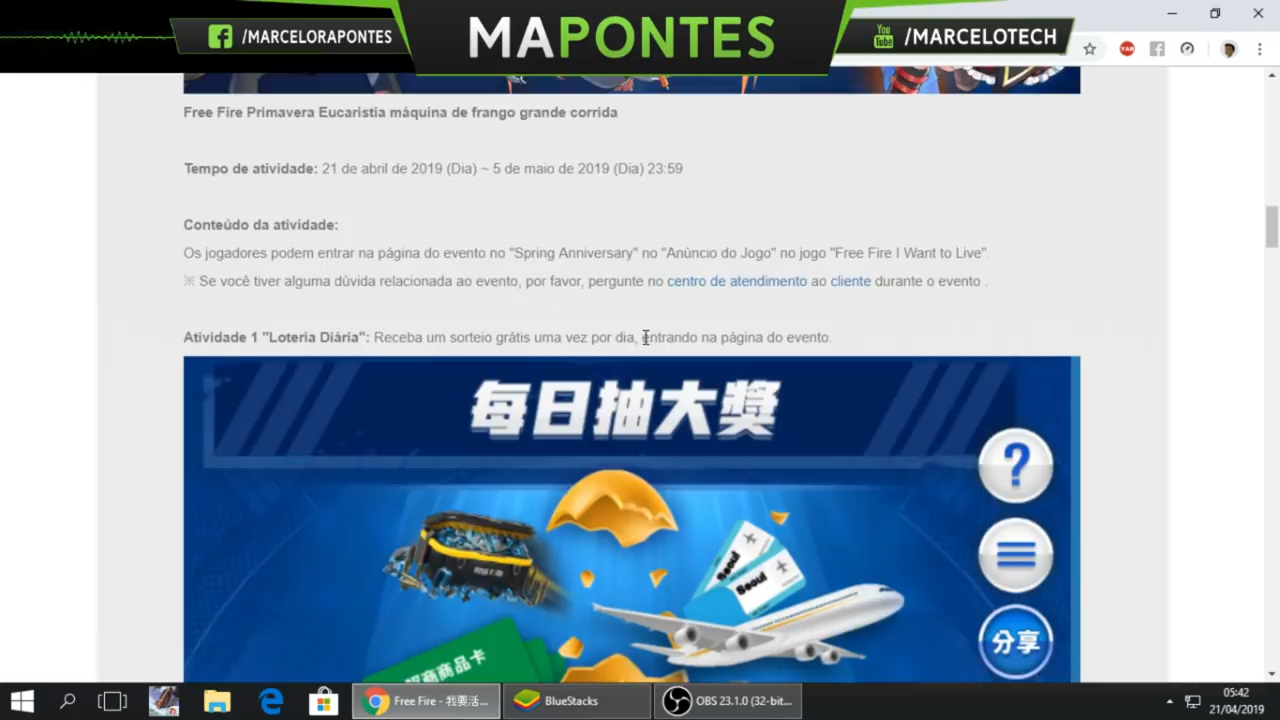 /MARCELORAPONTES
MAPONTES
You
Tube
/MARCELOTECH
Free Fire Primavera Eucaristia máquina de frango grande corrida
Tempo de atividade: 21 de abril de 2019 (Dia) ~ 5 de maio de 2019 (Dia) 23:59
Conteúdo da atividade:
Os jogadores podem entrar na página do evento no "Spring Anniversary" no "Anúncio do Jogo" no jogo "Free Fire I Want to Live".
※ Se você tiver alguma dúvida relacionada ao evento, por favor, pergunte no centro de atendimento ao cliente durante o evento .
Atividade 1 "Loteria Diária": Receba um sorteio grátis uma vez por dia, entrando na página do evento.
每日抽大獎
?
Seoul
Seoul
分享
商商品卡
Free Fire - 我要活...
BlueStacks
OBS 23.1.0 (32-bit...
05:42
21/04/2019